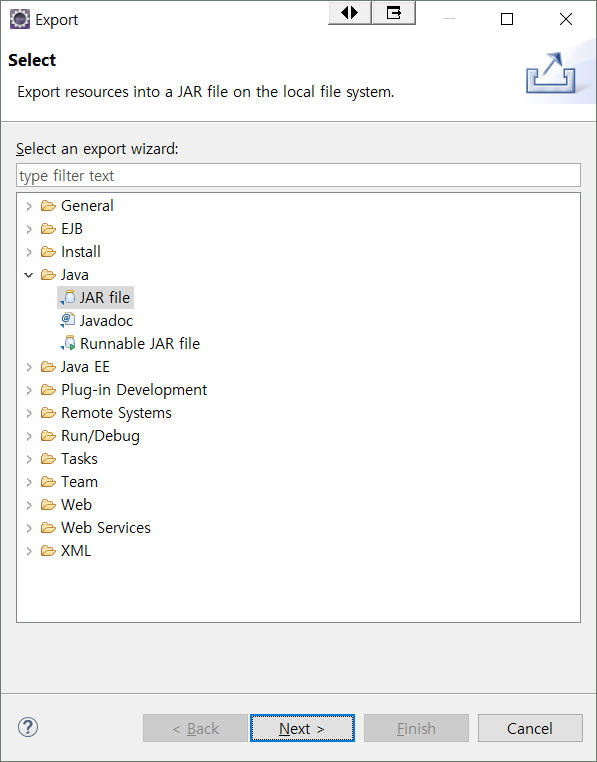 Export
Select
Export resources into a JAR file on the local file system.
Select an export wizard:
type filter text
General
EJB
Install
Java
JAR file
Javadoc
Runnable JAR file
Java EE
Plug-in Development
Remote Systems
Run/Debug
Tasks
Team
Web
Web Services
XML
? < Back Next > Finish Cancel